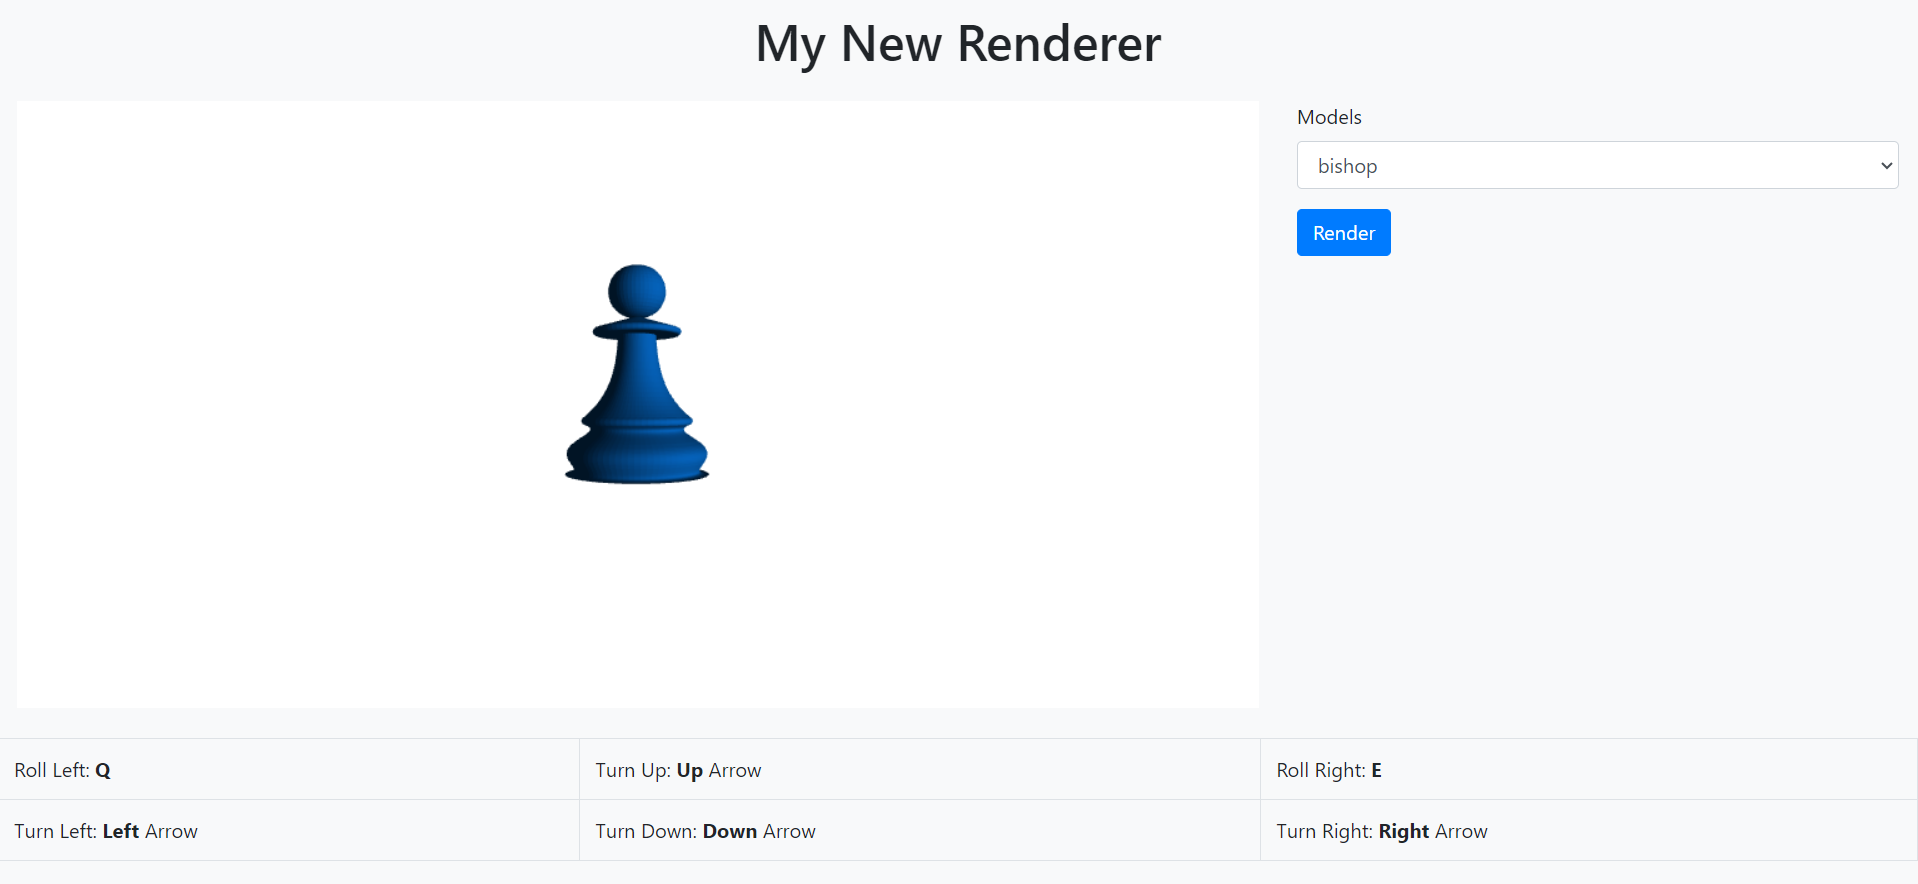 My New Renderer
Models
bishop
Render
Roll Left: Q
Turn Up: Up Arrow
Roll Right: E
Turn Left: Left Arrow
Turn Down: Down Arrow
Turn Right: Right Arrow